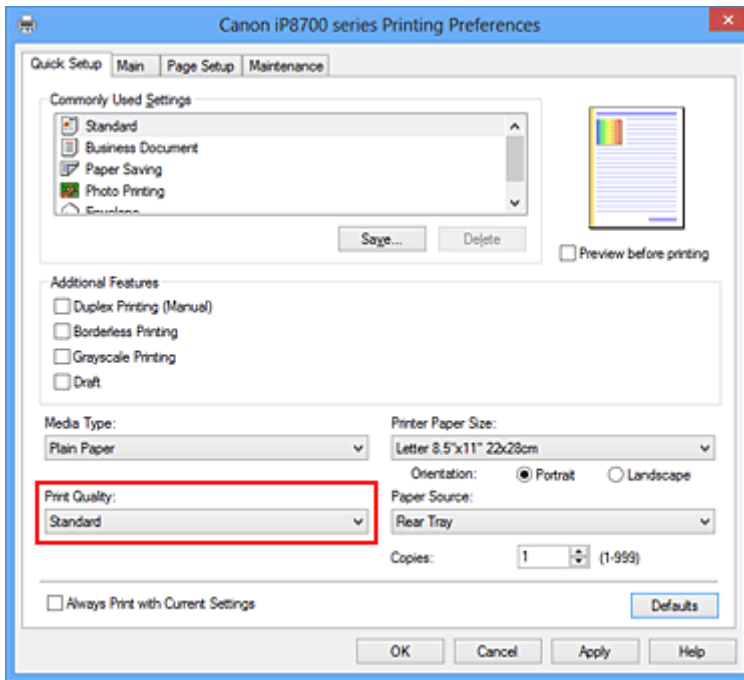 Canon iP8700 series Printing Preferences
Quick Setup Main Page Setup Maintenance
Commonly Used Settings
Standard
Business Document
Paper Saving
Photo Printing
Envelope
Save... Delete
Preview before printing
Additional Features
Duplex Printing (Manual)
Borderless Printing
Grayscale Printing
Draft
Media Type:
Plain Paper
Printer Paper Size:
Letter 8.5"x11" 22x28cm
Orientation: Portrait Landscape
Print Quality:
Standard
Paper Source:
Rear Tray
Copies: 1 (1-999)
Always Print with Current Settings
Defaults
OK Cancel Apply Help